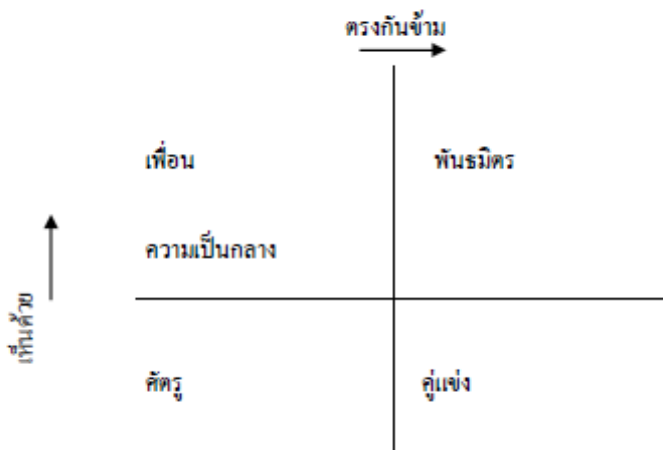 ตรงกันข้าม
เพื่อน
พันธมิตร
ความเป็นกลาง
เห็นด้วย
ศัตรู
คู่แข่ง